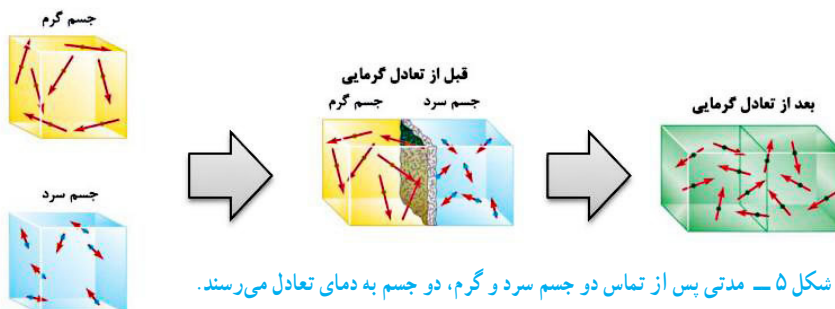 جسم گرم
جسم سرد
قبل از تعادل گرمایی
جسم گرم
جسم سرد
بعد از تعادل گرمایی
شکل ۵ ــ مدتی پس از تماس دو جسم سرد و گرم، دو جسم به دمای تعادل می‌رسند.